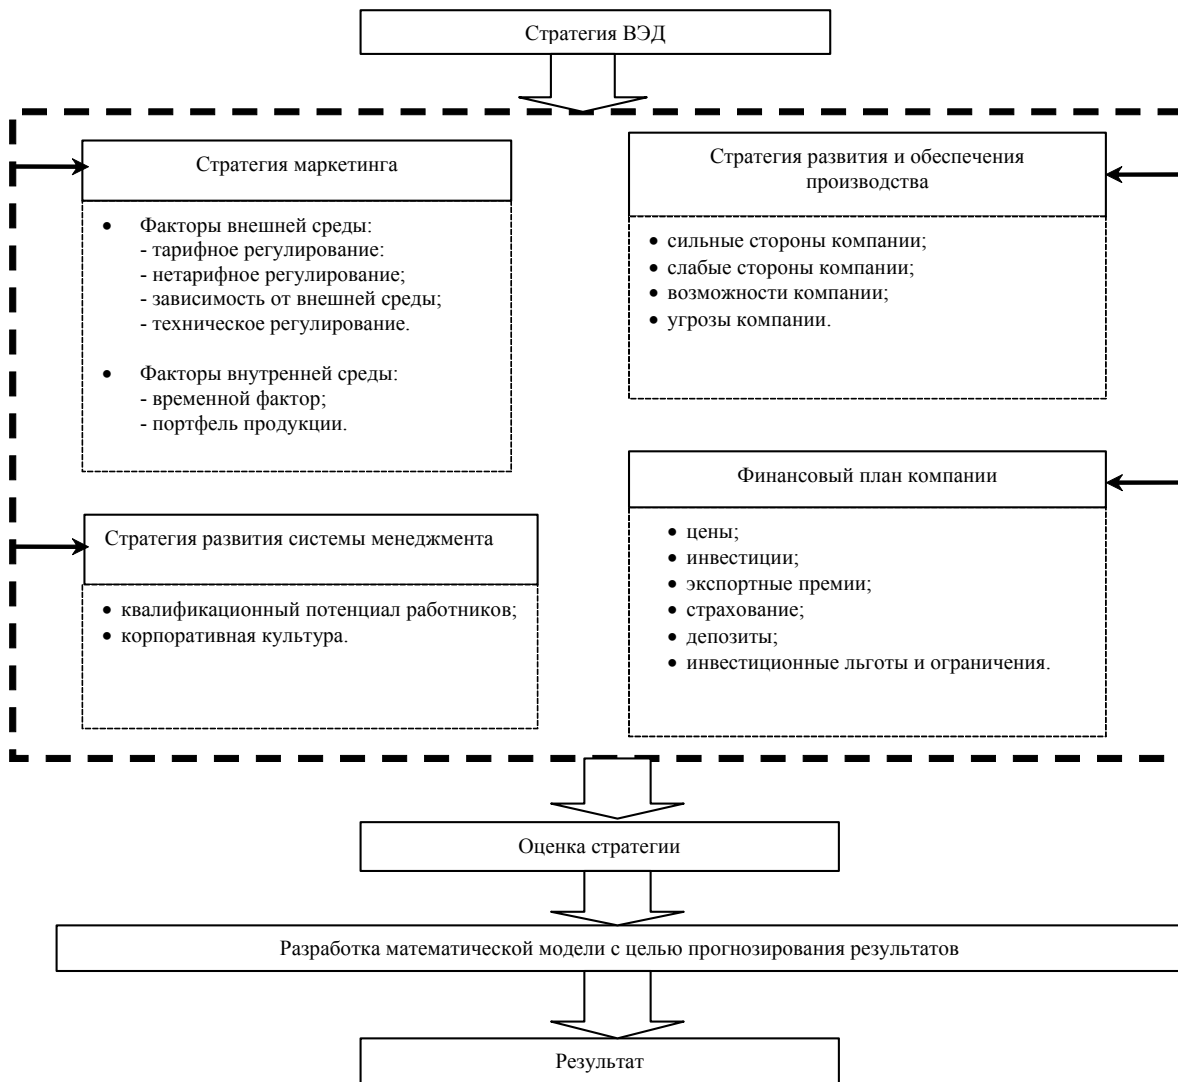 Стратегия ВЭД
Стратегия маркетинга
• Факторы внешней среды:
- тарифное регулирование:
- нетарифное регулирование;
- зависимость от внешней среды;
- техническое регулирование.
• Факторы внутренней среды:
- временной фактор;
- портфель продукции.
Стратегия развития и обеспечения
производства
• сильные стороны компании;
• слабые стороны компании;
• возможности компании;
• угрозы компании.
Стратегия развития системы менеджмента
• квалификационный потенциал работников;
• корпоративная культура.
Финансовый план компании
• цены;
• инвестиции;
• экспортные премии;
• страхование;
• депозиты;
• инвестиционные льготы и ограничения.
Оценка стратегии
Разработка математической модели с целью прогнозирования результатов
Результат